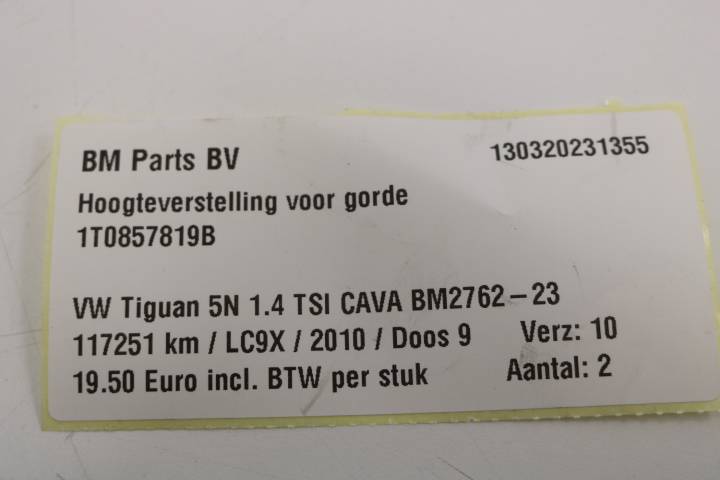 BM Parts BV 130320231355
Hoogteverstelling voor gorde
1T0857819B
VW Tiguan 5N 1.4 TSI CAVA BM2762-23
117251 km / LC9X / 2010 / Doos 9 Verz: 10
19.50 Euro incl. BTW per stuk Aantal: 2